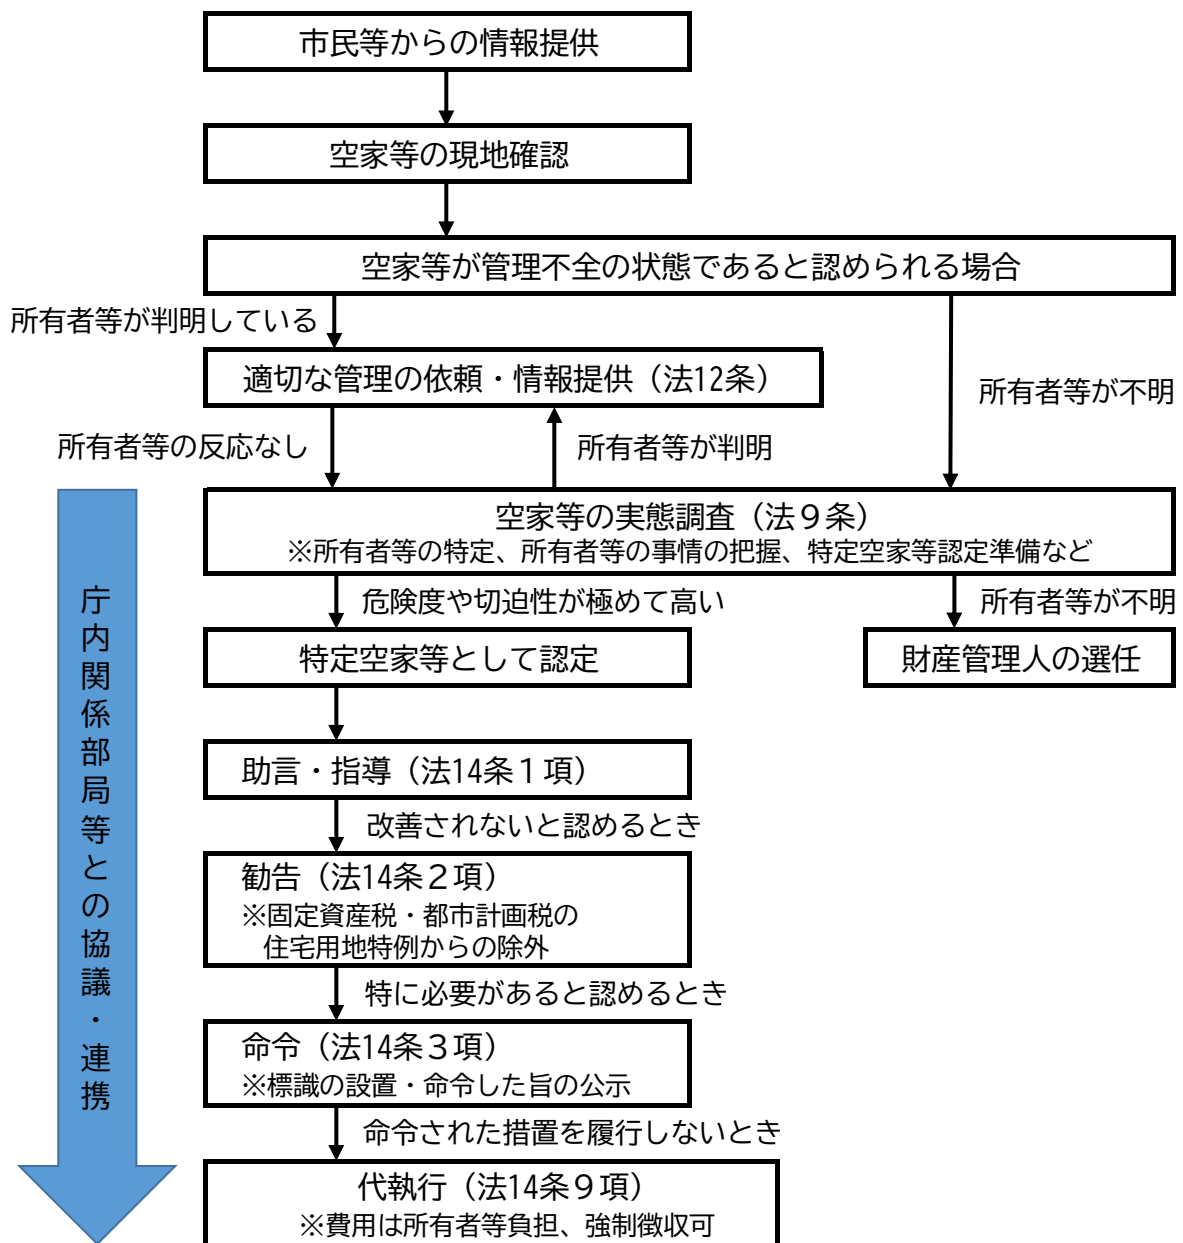 市民等からの情報提供
空家等の現地確認
空家等が管理不全の状態であると認められる場合
所有者等が判明している
適切な管理の依頼・情報提供（法12条）
所有者等が不明
所有者等の反応なし
所有者等が判明
空家等の実態調査（法９条）
※所有者等の特定、所有者等の事情の把握、特定空家等認定準備など
危険度や切迫性が極めて高い
所有者等が不明
特定空家等として認定
財産管理人の選任
助言・指導（法14条１項）
改善されないと認めるとき
勧告（法14条２項）
※固定資産税・都市計画税の
住宅用地特例からの除外
特に必要があると認めるとき
命令（法14条３項）
※標識の設置・命令した旨の公示
命令された措置を履行しないとき
代執行（法14条９項）
※費用は所有者等負担、強制徴収可
庁内関係部局等との協議・連携